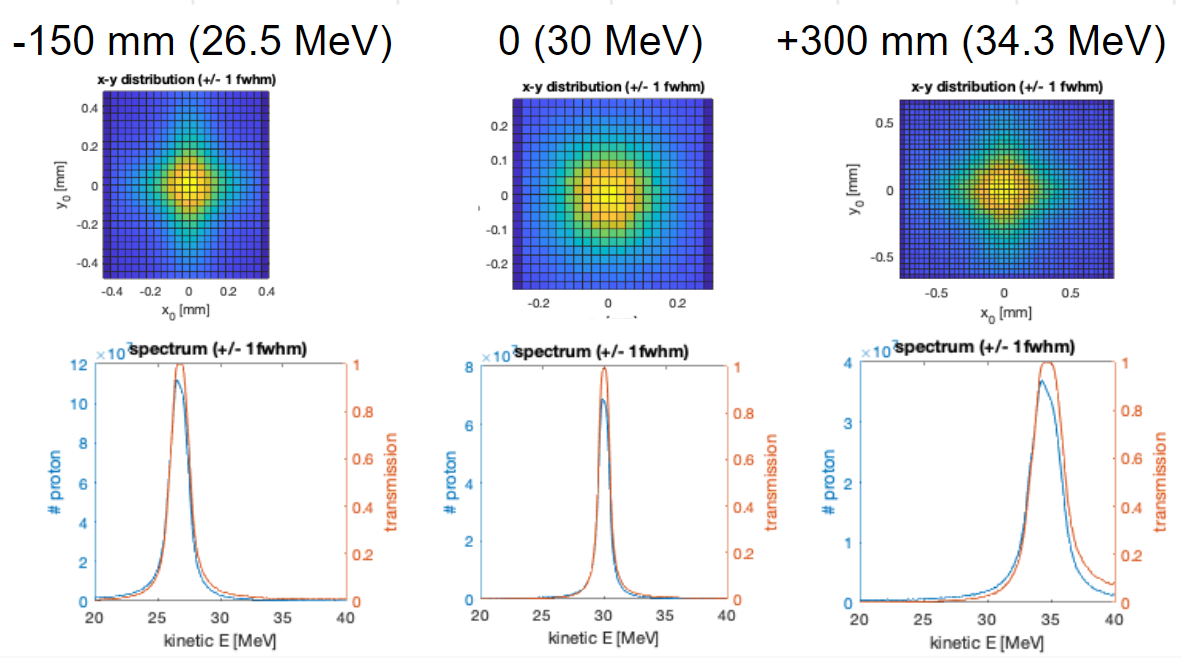 -150 mm (26.5 MeV)
0 (30 MeV)
+300 mm (34.3 MeV)
x-y distribution (+/- 1 fwhm)
y0 [mm]
0.4
0.2
0
-0.2
-0.4
-0.4 -0.2 0 0.2 0.4
x0 [mm]
x-y distribution (+/- 1 fwhm)
0.2
0.1
0
-0.1
-0.2
-0.2 0 0.2
x-y distribution (+/- 1 fwhm)
y0 [mm]
0.5
0
-0.5
-0.5 0 0.5
x0 [mm]
×10
spectrum (+/- 1fwhm)
# proton
12
10
8
6
4
2
0
1
0.8
0.6
0.4
0.2
0
transmission
20 25 30 35 40
kinetic E [MeV]
×10
spectrum (+/- 1fwhm)
# proton
8
6
4
2
0
1
0.8
0.6
0.4
0.2
0
transmission
20 25 30 35 40
kinetic E [MeV]
×10
spectrum (+/- 1fwhm)
# proton
4
3
2
1
0
1
0.8
0.6
0.4
0.2
0
transmission
20 25 30 35 40
kinetic E [MeV]